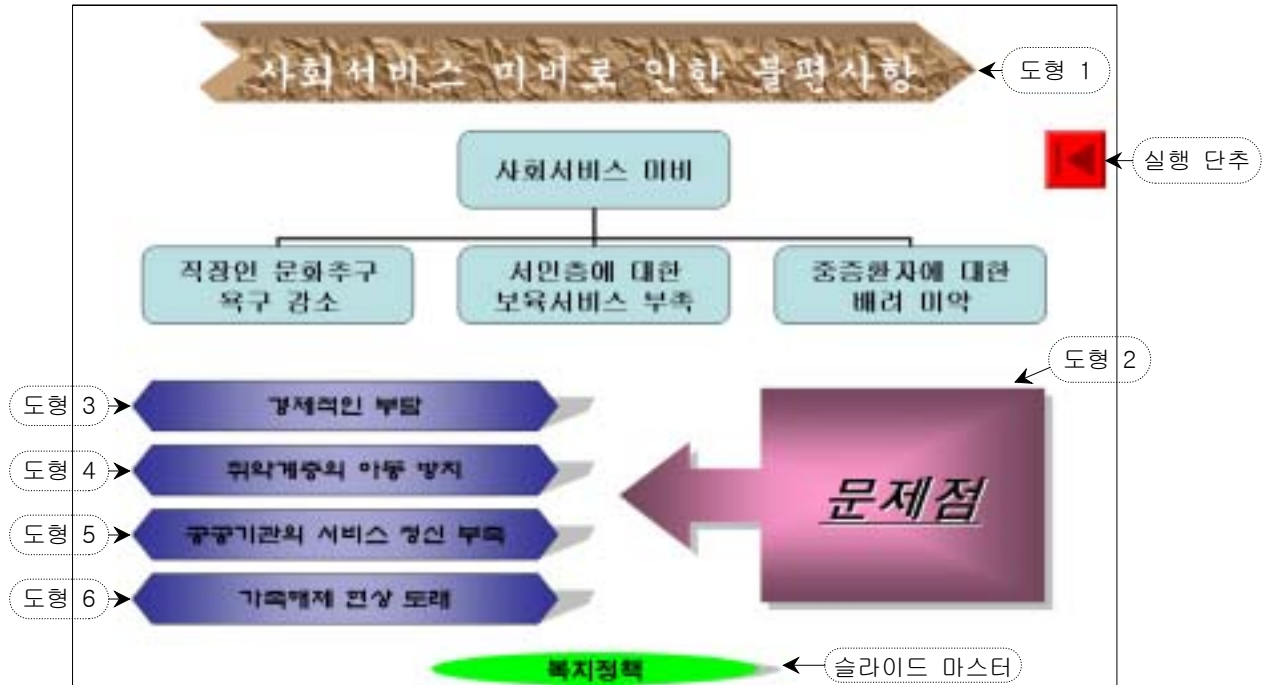 사회서비스 미비로 인한 불편사항
도형 1
사회서비스 미비
실행 단추
직장인 문화추구
욕구 감소
서민층에 대한
보육서비스 부족
중증환자에 대한
배려 미약
도형 2
도형 3
경제적인 부담
도형 4
취약계층의 아동 방치
문제점
도형 5
공공기관의 서비스 정신 부족
도형 6
가족해체 현상 도래
복지정책
슬라이드 마스터